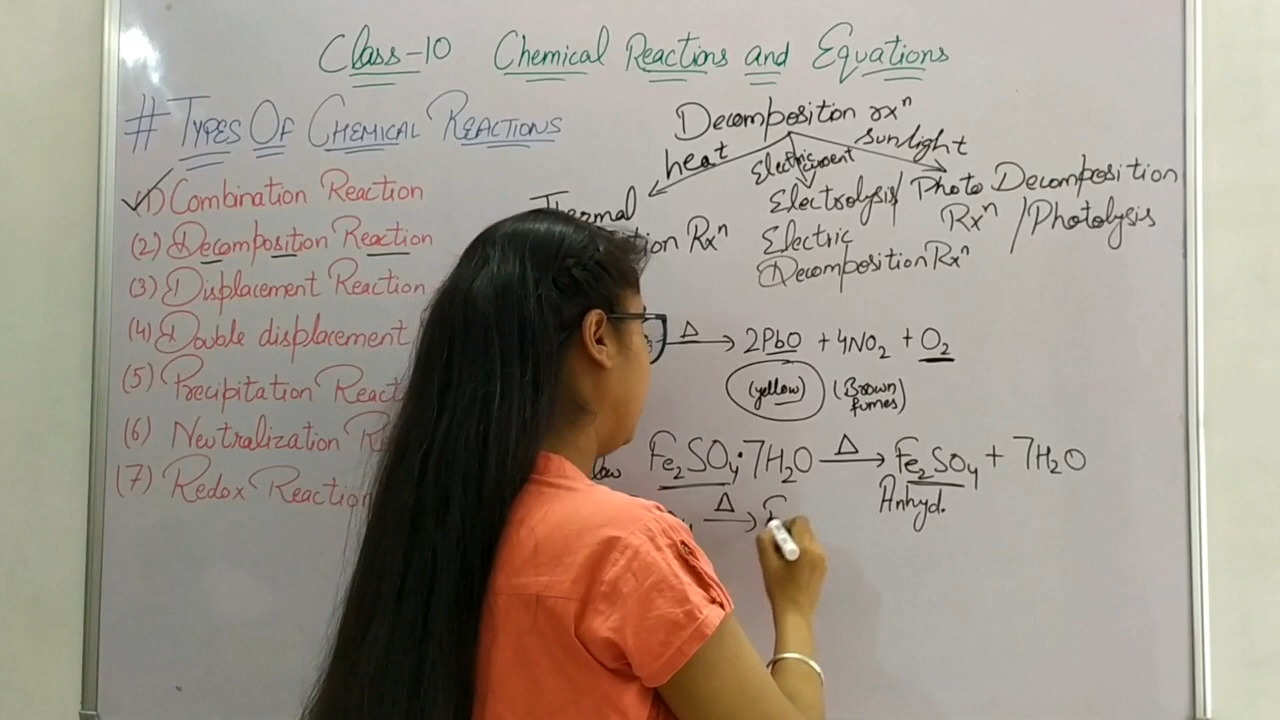 Class-10 Chemical Reactions and Equations
# TYPES OF CHEMICAL REACTIONS
(1) Combination Reaction
(2) Decomposition Reaction
(3) Displacement Reaction
(4) Double displacement
(5) Precipitation Reac
(6) Neutralization R
(7) Redox Reaction
Decomposition rxⁿ
heat
Electric current
sunlight
Thermal
tion Rxⁿ
Electrolysis/
Electric
Decomposition Rxⁿ
Photo Decomposition
Rxⁿ /Photolysis
Δ → 2PbO + 4NO₂ + O₂
(yellow) (Brown fumes)
Fe₂SO₄·7H₂O Δ → Fe₂SO₄ + 7H₂O
Anhyd.
Δ →